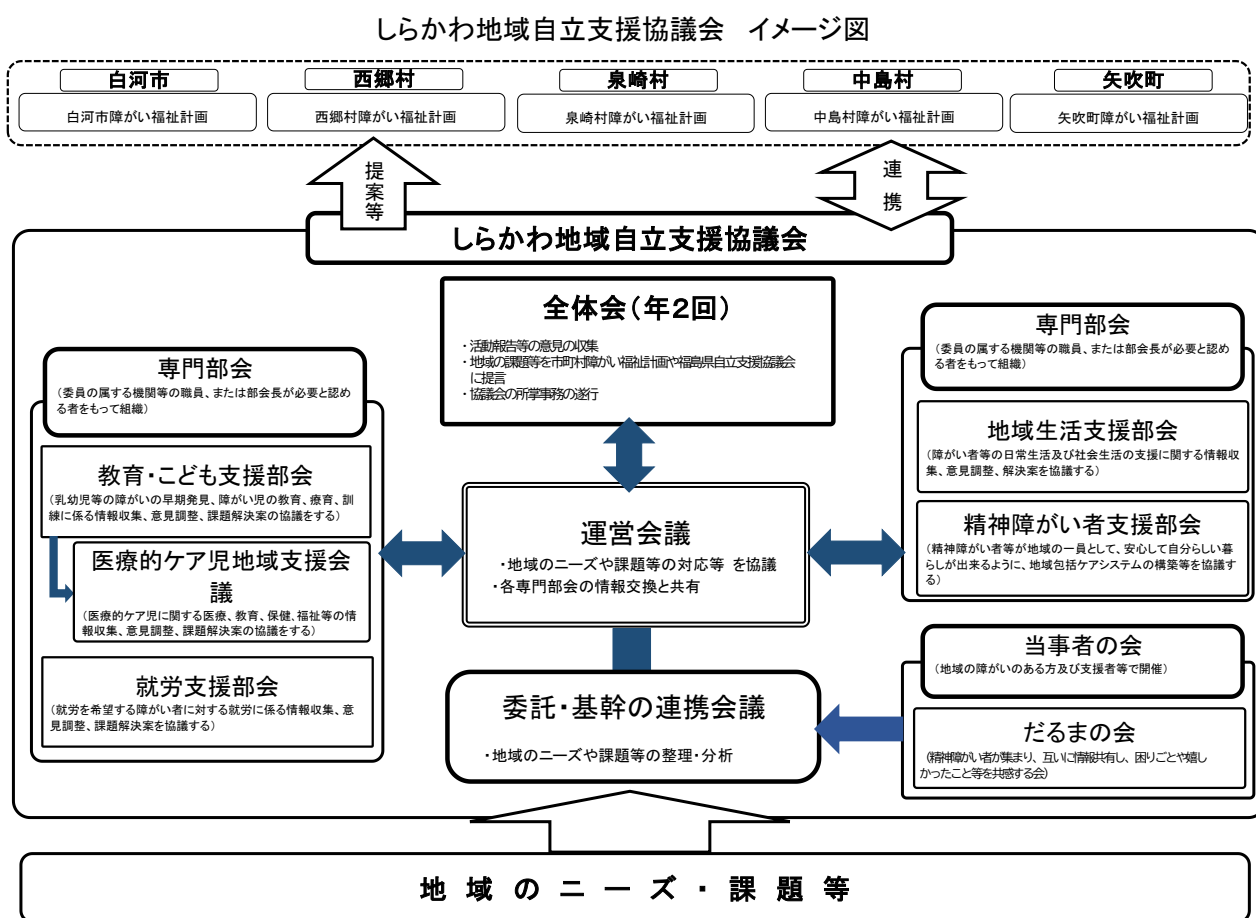 しらかわ地域自立支援協議会　イメージ図
白河市
西郷村
泉崎村
中島村
矢吹町
白河市障がい福祉計画
西郷村障がい福祉計画
泉崎村障がい福祉計画
中島村障がい福祉計画
矢吹町障がい福祉計画
提案等
連携
しらかわ地域自立支援協議会
全体会(年2回)
・活動報告等の意見の収集
・地域の課題等を市町村障がい福祉計画や福島県自立支援協議会
に提言
・協議会の所掌事務の遂行
専門部会
(委員の属する機関等の職員、または部会長が必要と認め
る者をもって組織)
教育・こども支援部会
(乳幼児等の障がいの早期発見、障がい児の教育、療育、訓
練に係る情報収集、意見調整、課題解決案の協議をする)
医療的ケア児地域支援会
議
(医療的ケア児に関する医療、教育、保健、福祉等の情
報収集、意見調整、課題解決案の協議をする)
就労支援部会
(就労を希望する障がい者に対する就労に係る情報収集、意
見調整、課題解決案を協議する)
運営会議
・地域のニーズや課題等の対応等 を協議
・各専門部会の情報交換と共有
委託・基幹の連携会議
・地域のニーズや課題等の整理・分析
専門部会
(委員の属する機関等の職員、または部会長が必要と認め
る者をもって組織)
地域生活支援部会
(障がい者等の日常生活及び社会生活の支援に関する情報収
集、意見調整、解決案を協議する)
精神障がい者支援部会
(精神障がい者等が地域の一員として、安心して自分らしい暮
らしが出来るように、地域包括ケアシステムの構築等を協議す
る)
当事者の会
(地域の障がいのある方及び支援者等で開催)
だるまの会
(精神障がい者が集まり、互いに情報共有し、困りごとや嬉し
かったこと等を共感する会)
地域のニーズ・課題等